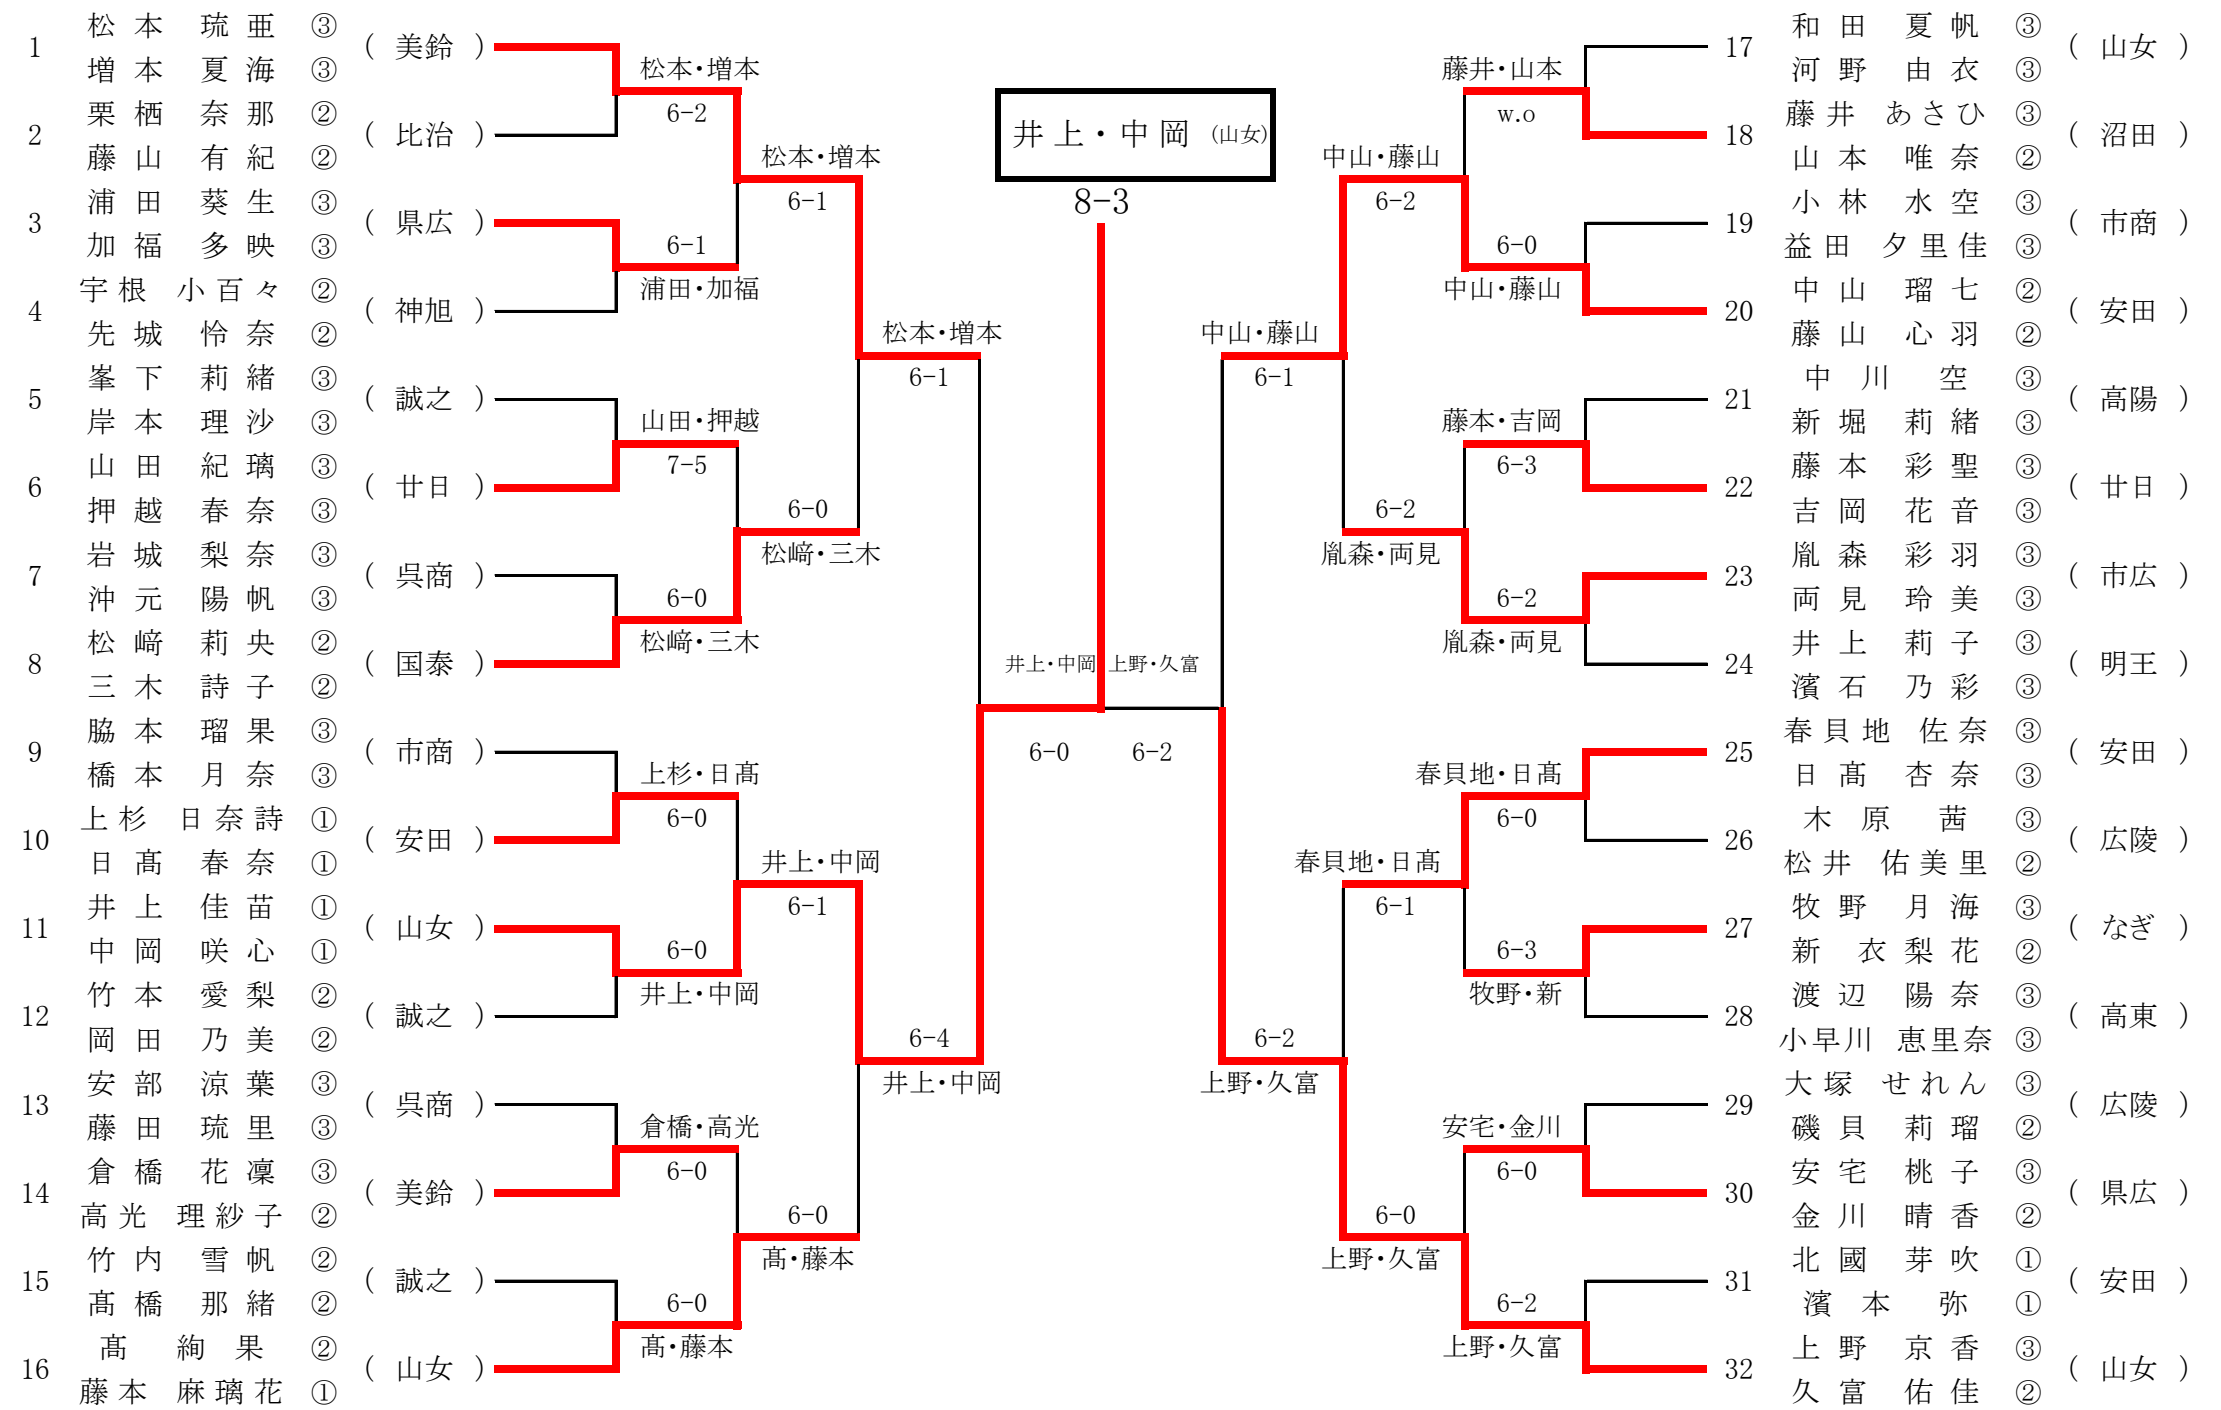 松本 琉亜 ③
1 (美鈴)
増本 夏海 ③
栗栖 奈那 ②
2 (比治)
藤山 有紀 ②
浦田 葵生 ③
3 (県広)
加福 多映 ③
宇根 小百々 ②
4 (神旭)
先城 怜奈 ②
峯下 莉緒 ③
5 (誠之)
岸本 理沙 ③
山田 紀璃 ③
6 (廿日)
押越 春奈 ③
岩城 梨奈 ③
7 (呉商)
沖元 陽帆 ③
松﨑 莉央 ②
8 (国泰)
三木 詩子 ②
脇本 瑠果 ③
9 (市商)
橋本 月奈 ③
上杉 日奈詩 ①
10 (安田)
日髙 春奈 ①
井上 佳苗 ①
11 (山女)
中岡 咲心 ①
竹本 愛梨 ②
12 (誠之)
岡田 乃美 ②
安部 涼葉 ③
13 (呉商)
藤田 琉里 ③
倉橋 花凜 ③
14 (美鈴)
高光 理紗子 ②
竹内 雪帆 ②
15 (誠之)
髙橋 那緒 ②
髙 絢果 ②
16 (山女)
藤本 麻璃花 ①
松本・増本
6-2
6-1
浦田・加福
山田・押越
7-5
6-0
松﨑・三木
上杉・日髙
6-0
6-0
井上・中岡
倉橋・高光
6-0
6-0
髙・藤本
松本・増本
6-1
6-0
松﨑・三木
井上・中岡
6-1
6-0
髙・藤本
松本・増本
6-1
6-4
井上・中岡
井上・中岡 (山女)
8-3
井上・中岡 上野・久富
6-0 6-2
中山・藤山
6-1
6-2
上野・久富
中山・藤山
6-2
6-2
胤森・両見
春貝地・日髙
6-1
6-0
上野・久富
藤井・山本
w.o
6-0
中山・藤山
藤本・吉岡
6-3
6-2
胤森・両見
春貝地・日髙
6-0
6-3
牧野・新
安宅・金川
6-0
6-2
上野・久富
和田 夏帆 ③
17 (山女)
河野 由衣 ③
藤井 あさひ ③
18 (沼田)
山本 唯奈 ②
小林 水空 ③
19 (市商)
益田 夕里佳 ③
中山 瑠七 ②
20 (安田)
藤山 心羽 ②
中川 空 ③
21 (高陽)
新堀 莉緒 ③
藤本 彩聖 ③
22 (廿日)
吉岡 花音 ③
胤森 彩羽 ③
23 (市広)
両見 玲美 ③
井上 莉子 ③
24 (明王)
濱石 乃彩 ③
春貝地 佐奈 ③
25 (安田)
日髙 杏奈 ③
木原 茜 ③
26 (広陵)
松井 佑美里 ②
牧野 月海 ③
27 (なぎ)
新 衣梨花 ②
渡辺 陽奈 ③
28 (高東)
小早川 恵里奈 ③
大塚 せれん ③
29 (広陵)
磯貝 莉瑠 ②
安宅 桃子 ③
30 (県広)
金川 晴香 ②
北國 芽吹 ①
31 (安田)
濱本 弥 ①
上野 京香 ③
32 (山女)
久富 佑佳 ②